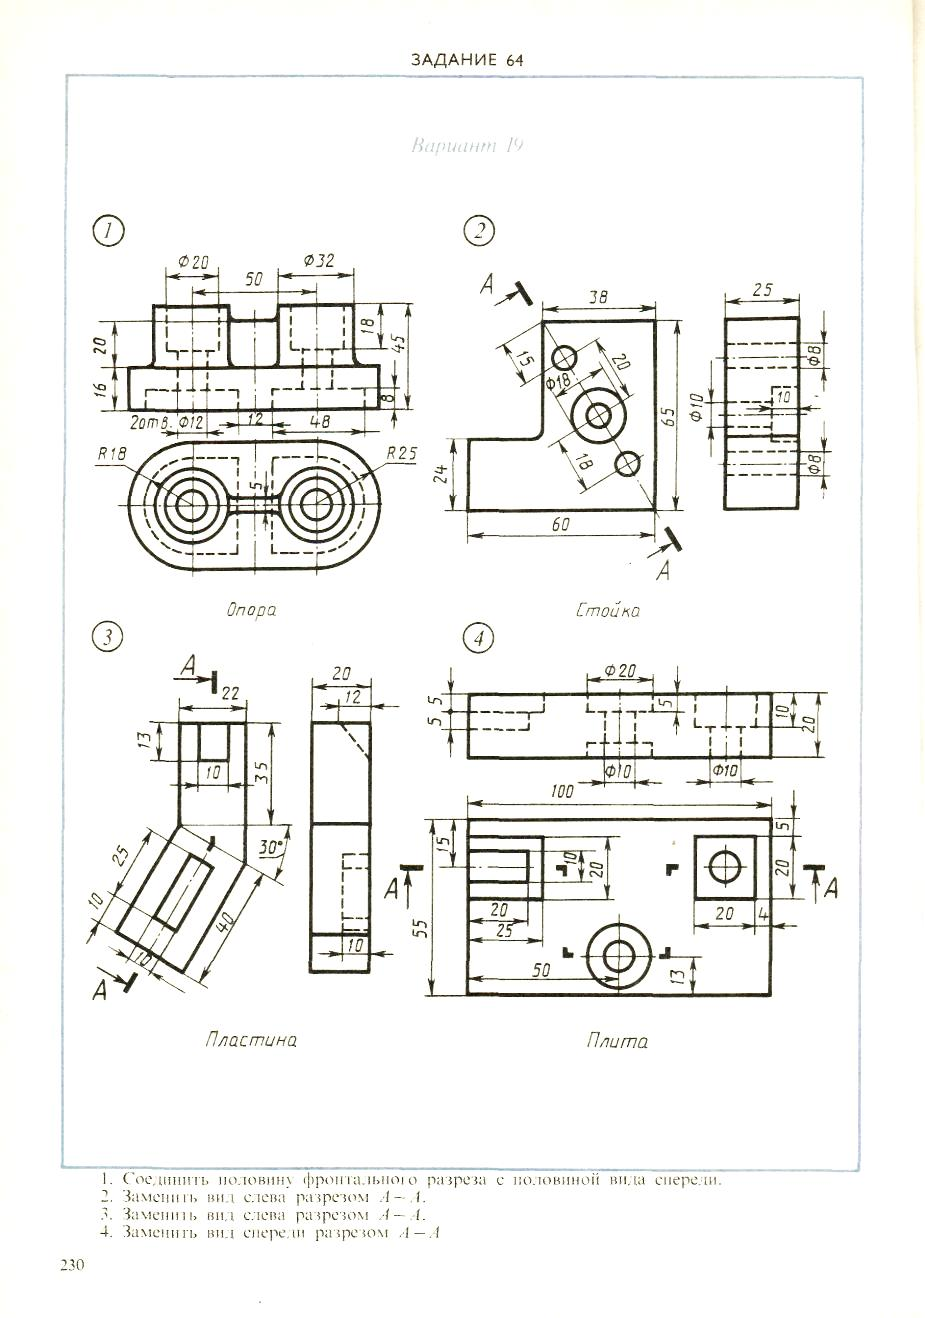 ЗАДАНИЕ 64
Вариант 19
1
Ф20
50
Ф32
20
16
18
45
8
2отв. Ф12
12
48
R18
R25
5
Опора
2
А
38
25
15
20
Ф18
18
65
24
60
А
Ф10
10
Ф8
Ф8
Стойка
3
А
22
20
12
13
10
35
30°
25
10
40
10
А
10
Пластина
4
Ф20
5
5
5
10
20
Ф10
Ф10
100
15
5
10
20
20
А
А
20
25
20
4
55
50
13
Плита
1. Соединить половину фронтального разреза с половиной вида спереди.
2. Заменить вид слева разрезом А—А.
3. Заменить вид слева разрезом А—А.
4. Заменить вид спереди разрезом А—А
230